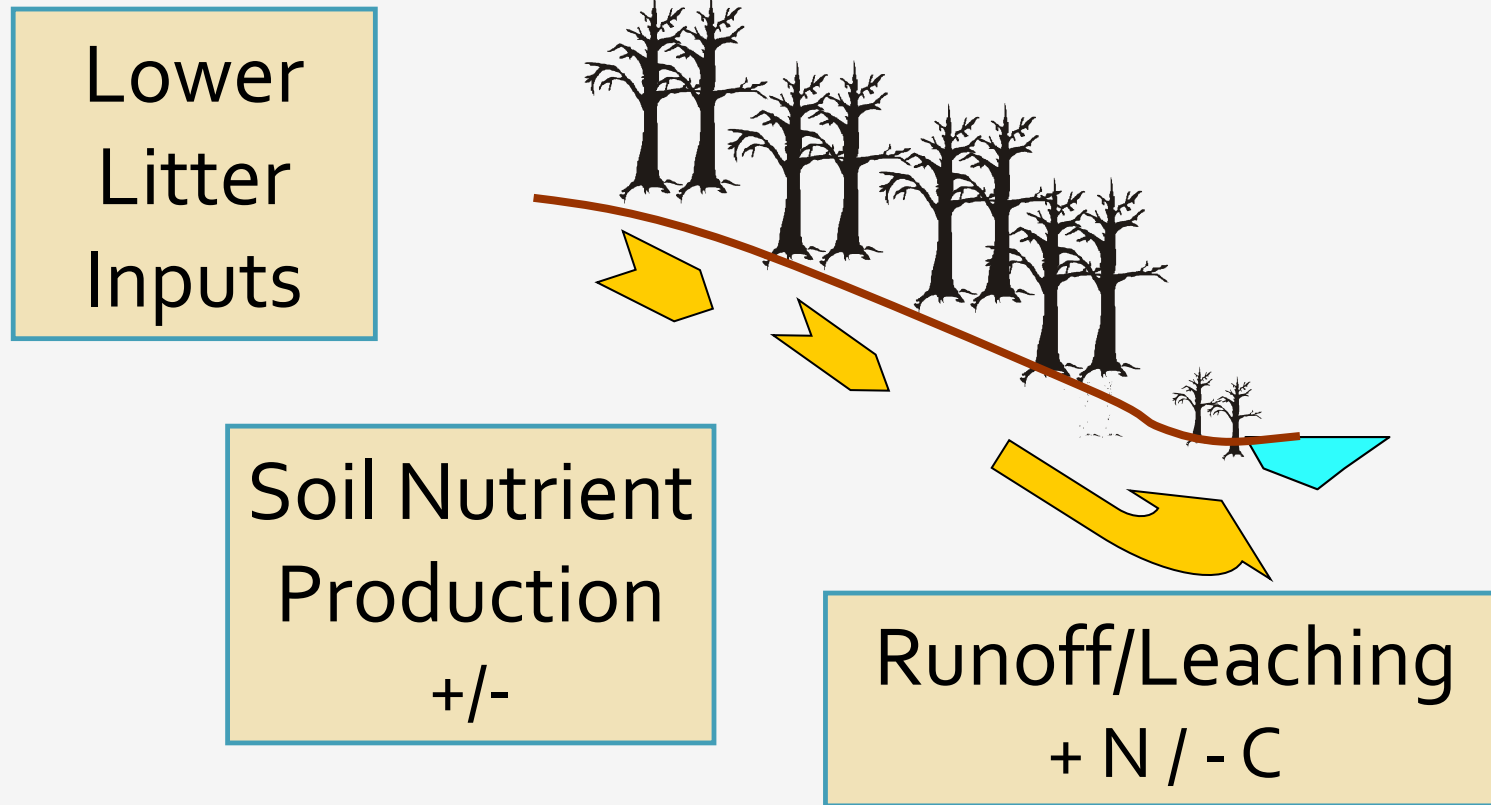 Lower
Litter
Inputs
Soil Nutrient
Production
+/-
Runoff/Leaching
+ N / - C